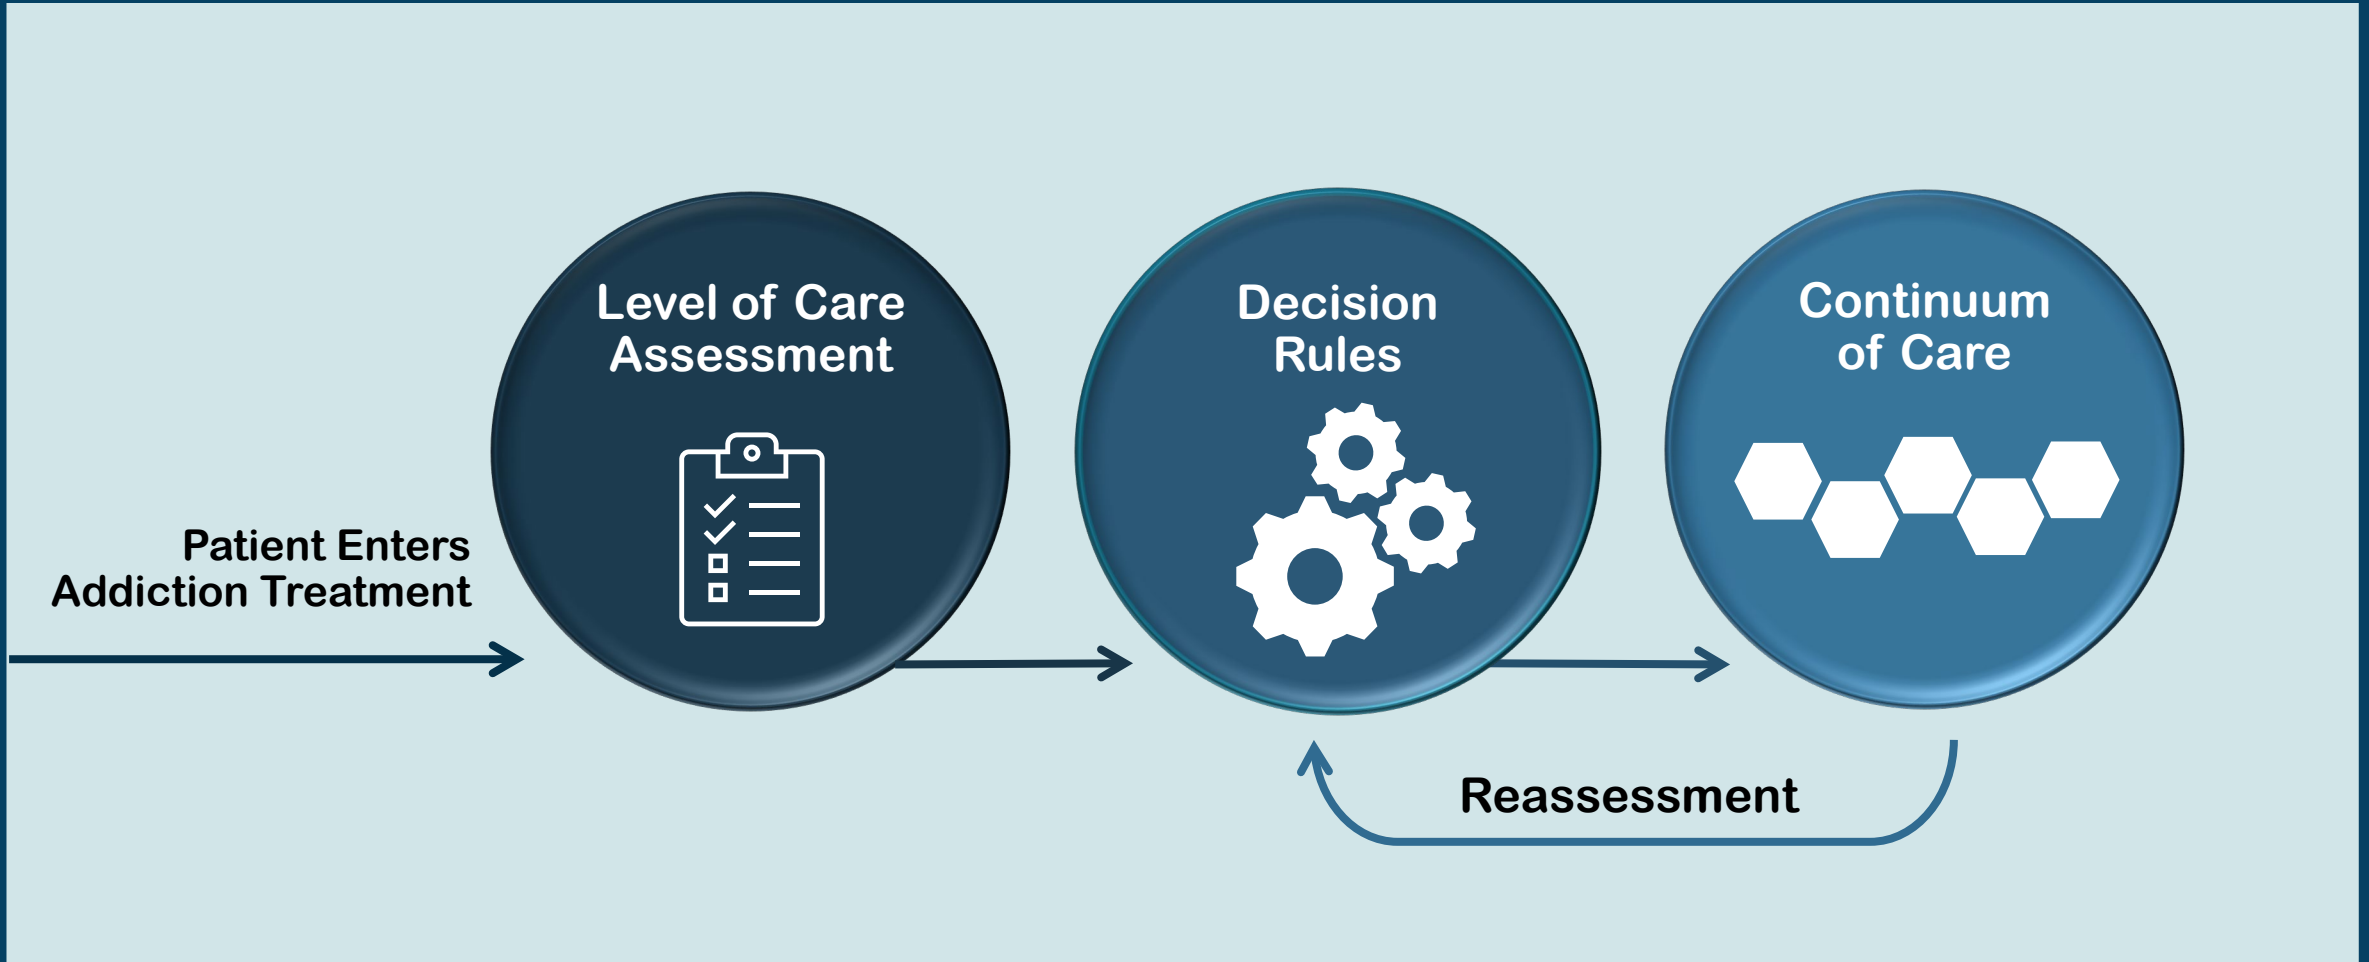 Patient Enters
Addiction Treatment
Level of Care
Assessment
Decision
Rules
Continuum
of Care
Reassessment